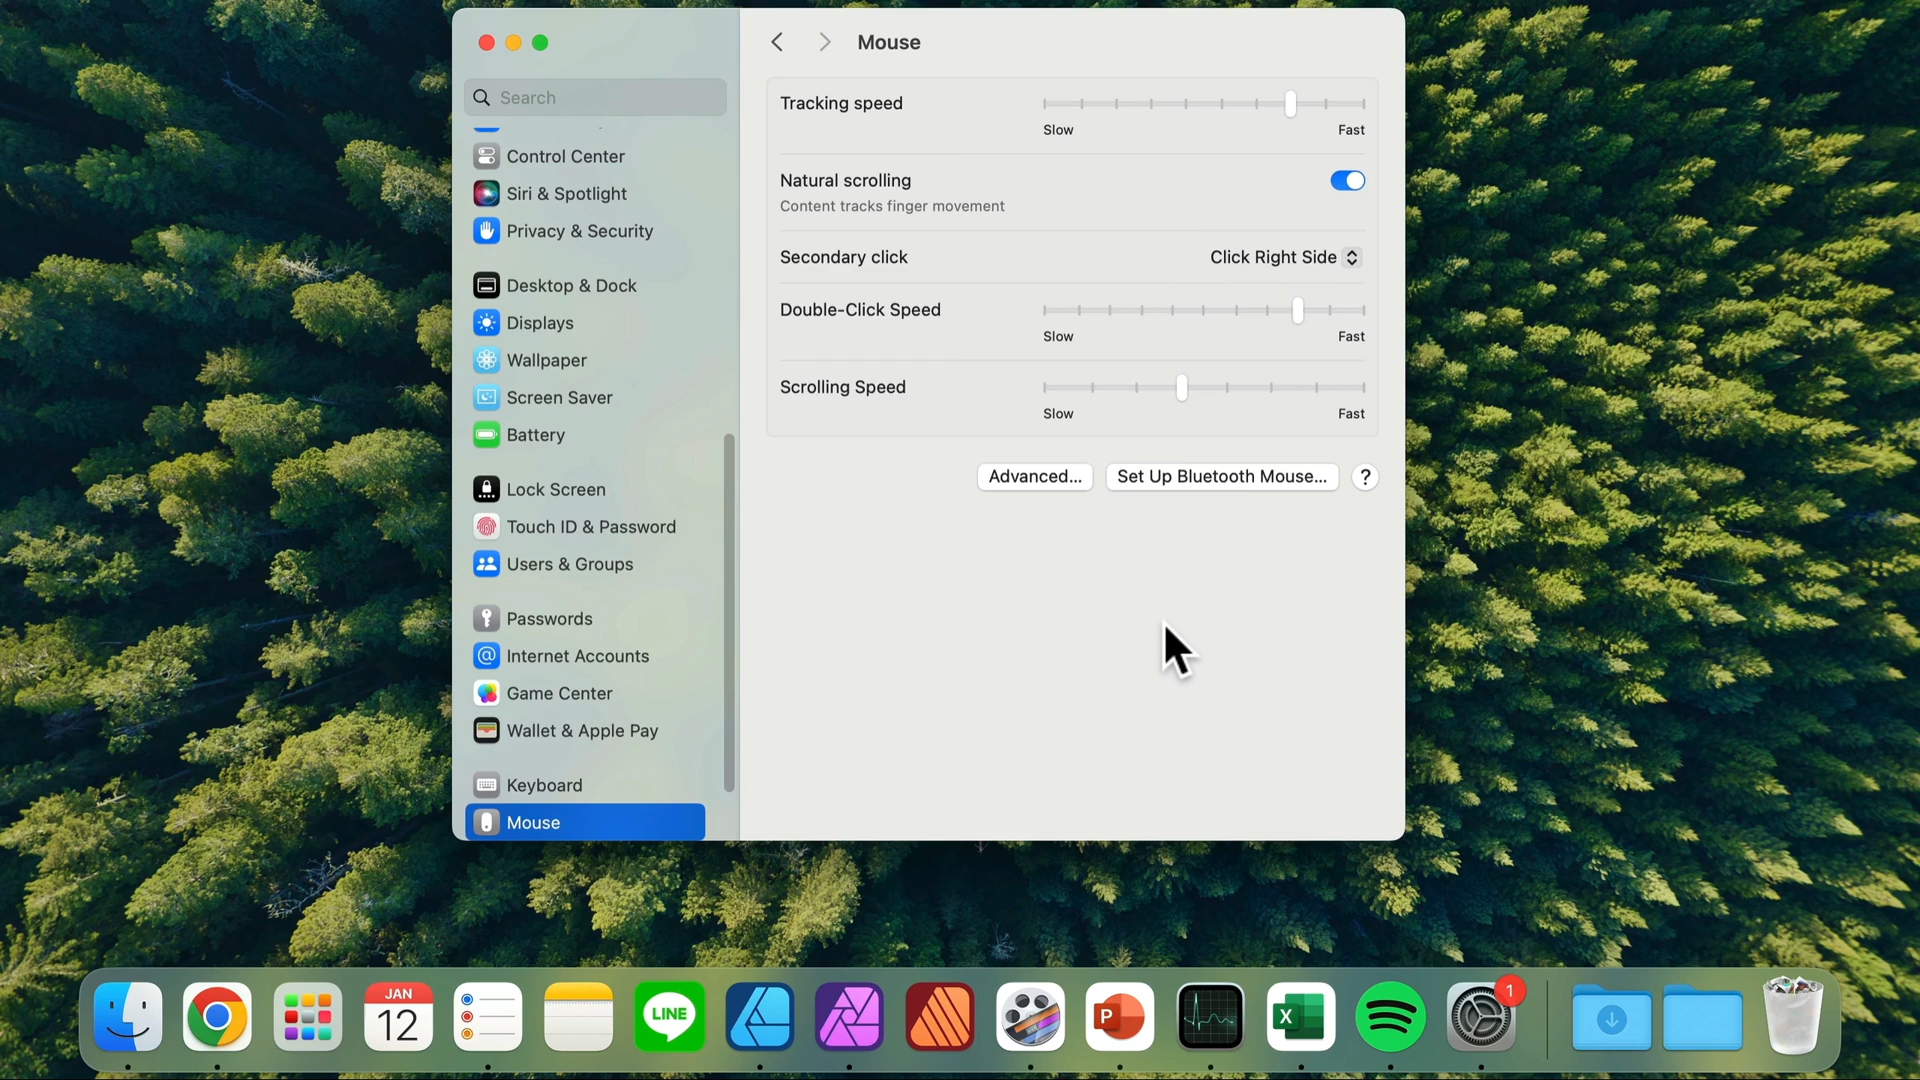 Mouse
Search
Control Center
Siri & Spotlight
Privacy & Security
Desktop & Dock
Displays
Wallpaper
Screen Saver
Battery
Lock Screen
Touch ID & Password
Users & Groups
Passwords
Internet Accounts
Game Center
Wallet & Apple Pay
Keyboard
Mouse
Tracking speed
Slow Fast
Natural scrolling
Content tracks finger movement
Secondary click Click Right Side
Double-Click Speed
Slow Fast
Scrolling Speed
Slow Fast
Advanced... Set Up Bluetooth Mouse... ?
JAN
12
LINE
P
X
1